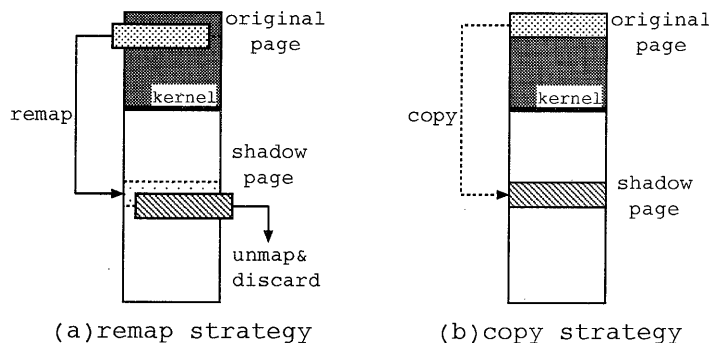 original
page
kernel
remap
shadow
page
unmap&
discard
(a)remap strategy
original
page
kernel
copy
shadow
page
(b)copy strategy